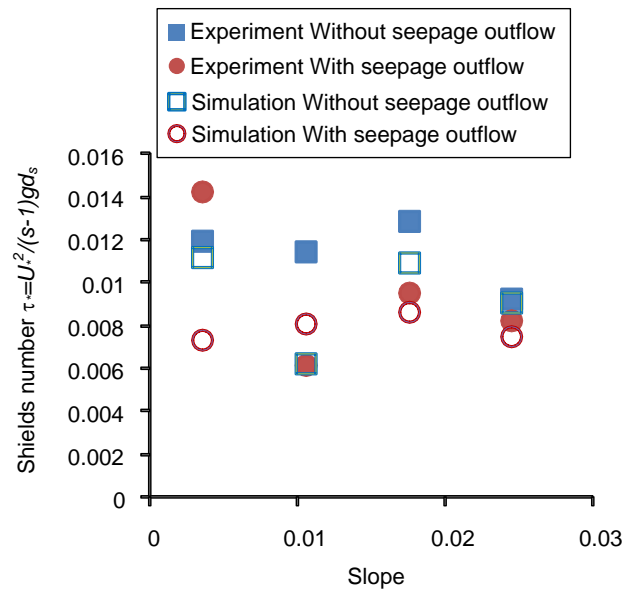 Experiment Without seepage outflow
Experiment With seepage outflow
Simulation Without seepage outflow
Simulation With seepage outflow
0.016
0.014
0.012
0.01
0.008
0.006
0.004
0.002
0
Shields number τ*=U*²/(s-1)gds
0 0.01 0.02 0.03
Slope